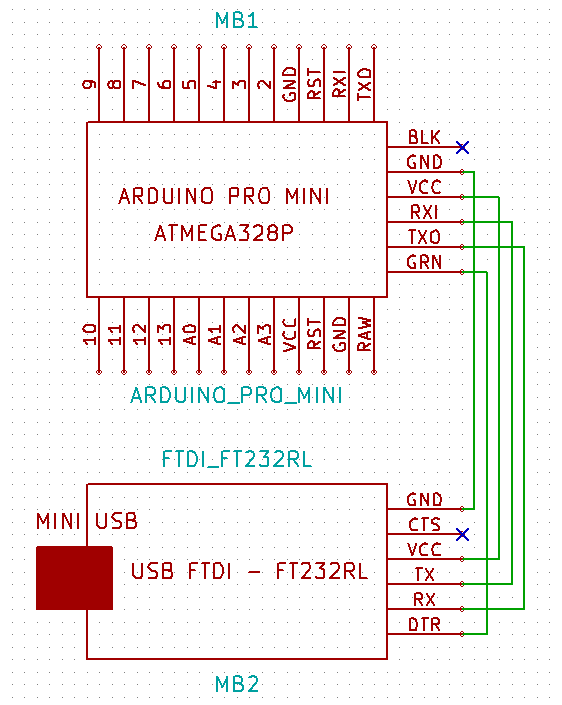 MB1
9 8 7 6 5 4 3 2 GND RST RXI TXO
BLK
GND
VCC
RXI
TXO
GRN
ARDUINO PRO MINI
ATMEGA328P
10 11 12 13 A0 A1 A2 A3 VCC RST GND RAW
ARDUINO_PRO_MINI
FTDI_FT232RL
MINI USB
USB FTDI - FT232RL
GND
CTS
VCC
TX
RX
DTR
MB2